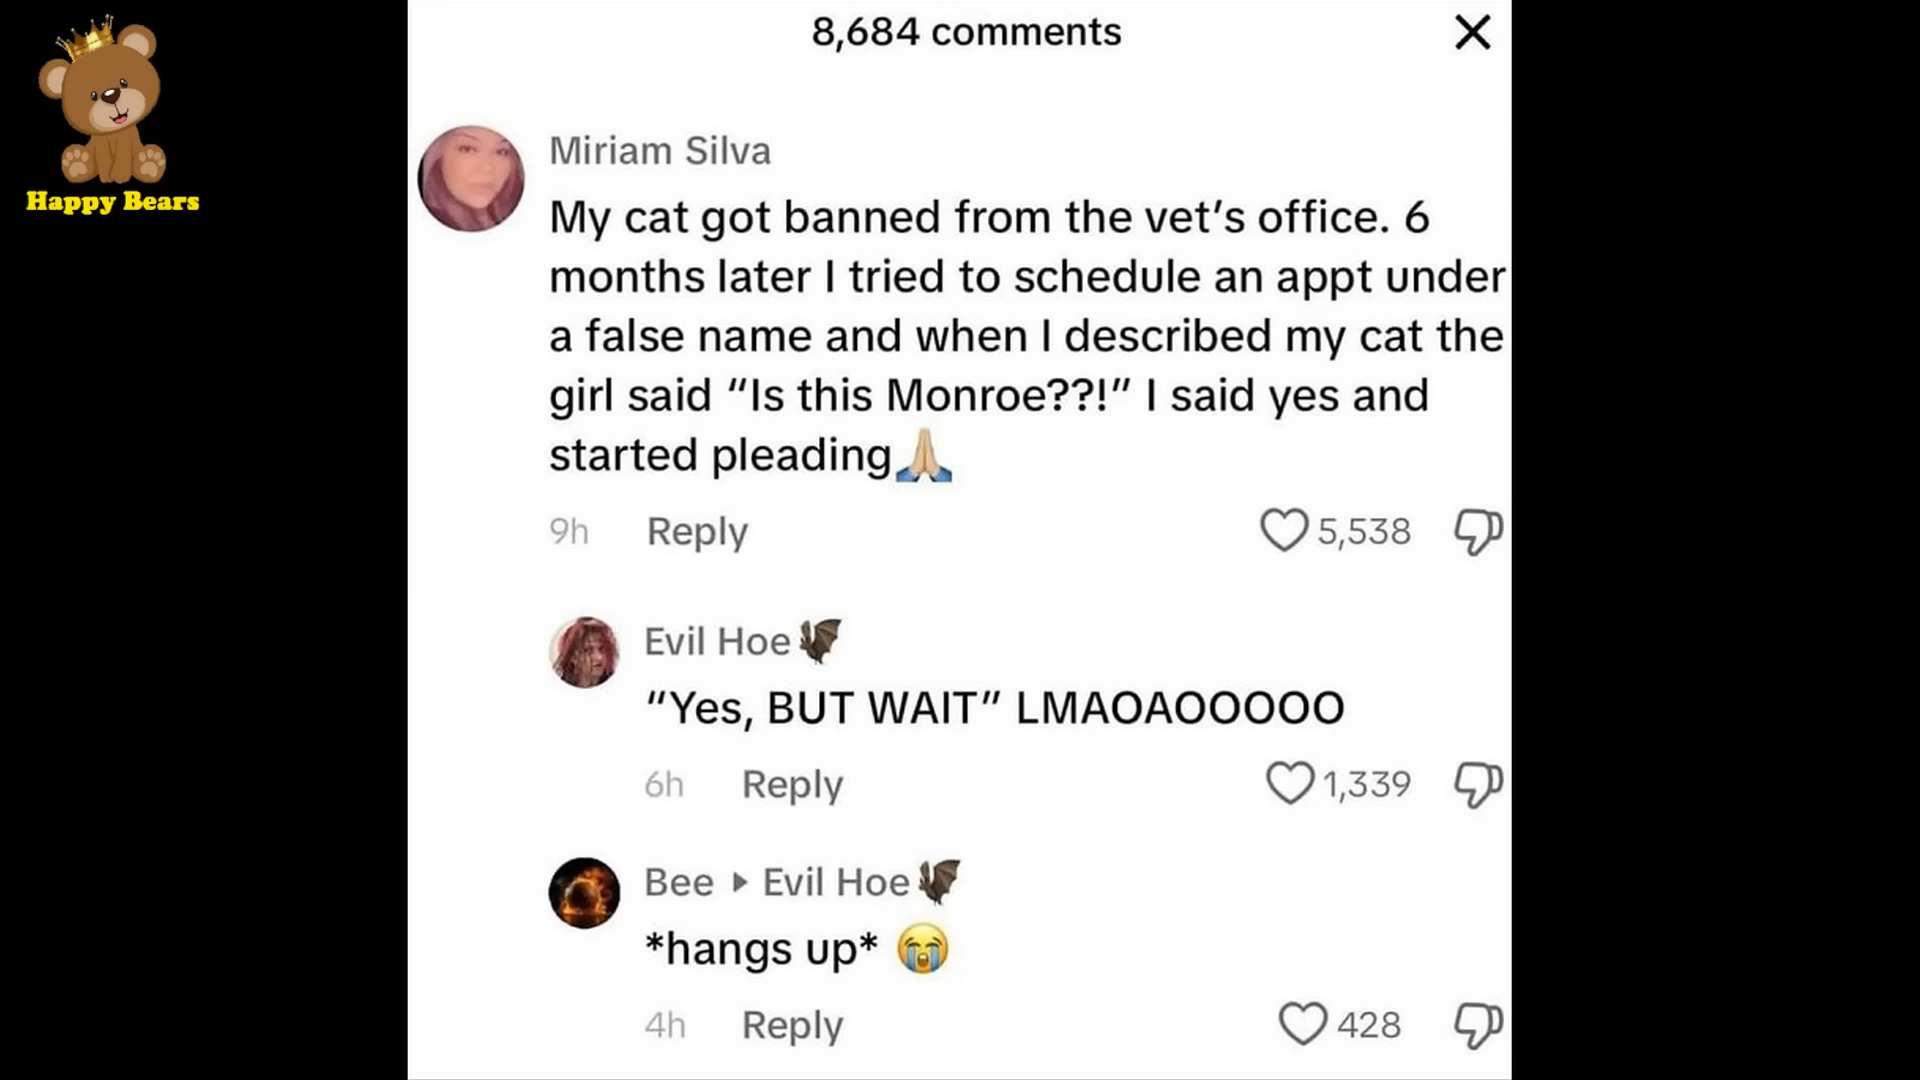 8,684 comments
Happy Bears
Miriam Silva
My cat got banned from the vet’s office. 6
months later I tried to schedule an appt under
a false name and when I described my cat the
girl said “Is this Monroe??!” I said yes and
started pleading🙏🏼
9h Reply 5,538
Evil Hoe🦇
“Yes, BUT WAIT” LMAOAOOOOO
6h Reply 1,339
Bee ▸ Evil Hoe🦇
*hangs up* 😭
4h Reply 428